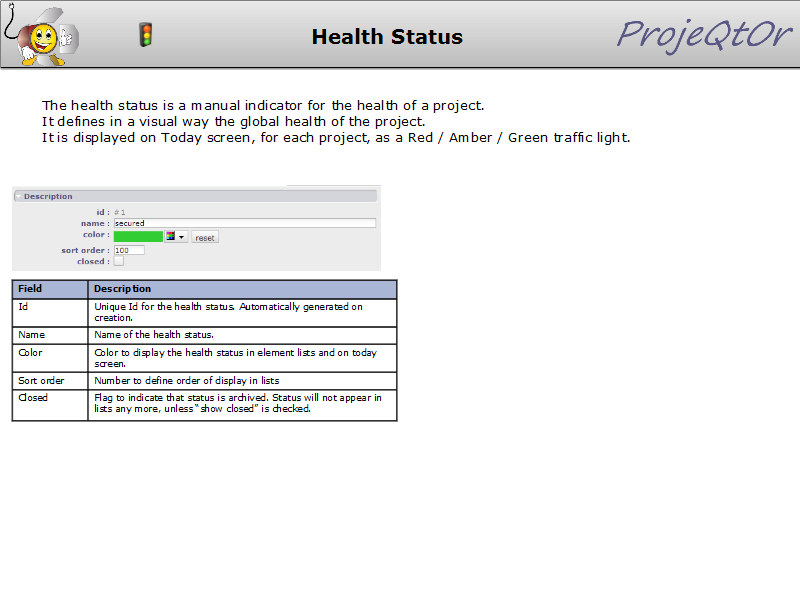 Health Status
ProjeQtOr
The health status is a manual indicator for the health of a project.
It defines in a visual way the global health of the project.
It is displayed on Today screen, for each project, as a Red / Amber / Green traffic light.
Description
id : # 1
name : secured
color : reset
sort order : 100
closed :
Field Description
Id Unique Id for the health status. Automatically generated on
creation.
Name Name of the health status.
Color Color to display the health status in element lists and on today
screen.
Sort order Number to define order of display in lists
Closed Flag to indicate that status is archived. Status will not appear in
lists any more, unless “show closed” is checked.